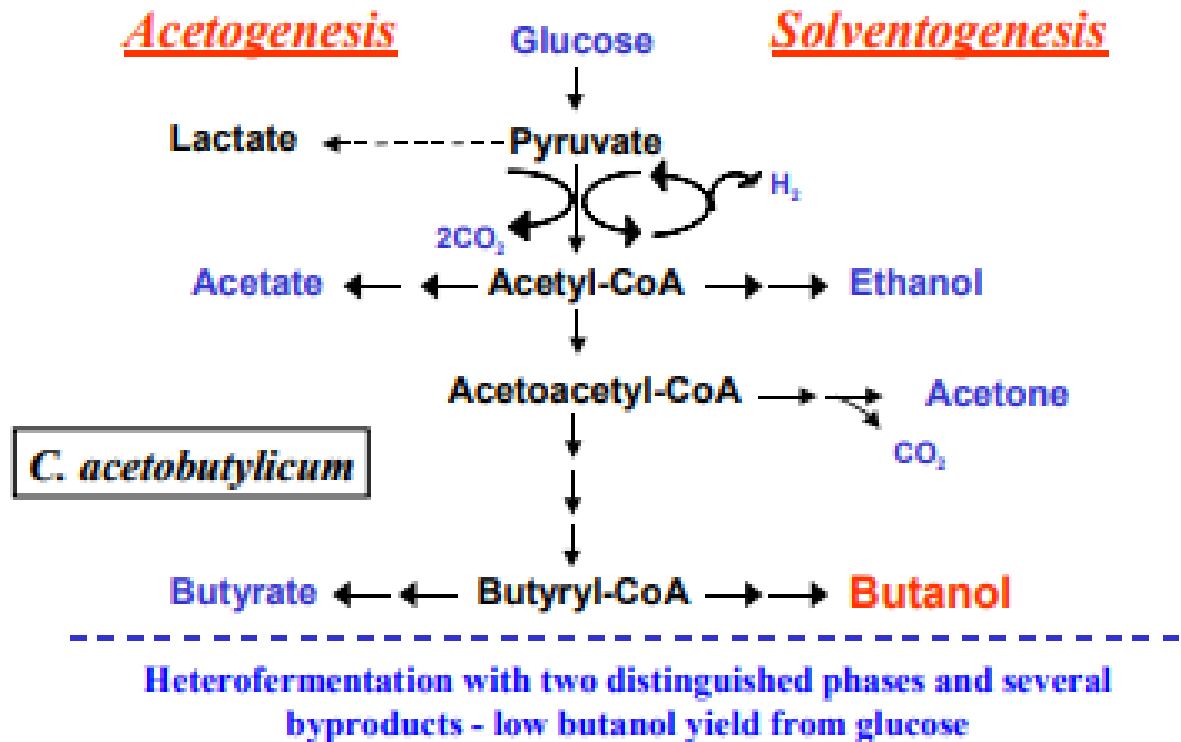 Acetogenesis Glucose Solventogenesis
Lactate Pyruvate
H₂
2CO₂
Acetate Acetyl-CoA Ethanol
Acetoacetyl-CoA Acetone
CO₂
C. acetobutylicum
Butyrate Butyryl-CoA Butanol
Heterofermentation with two distinguished phases and several
byproducts - low butanol yield from glucose